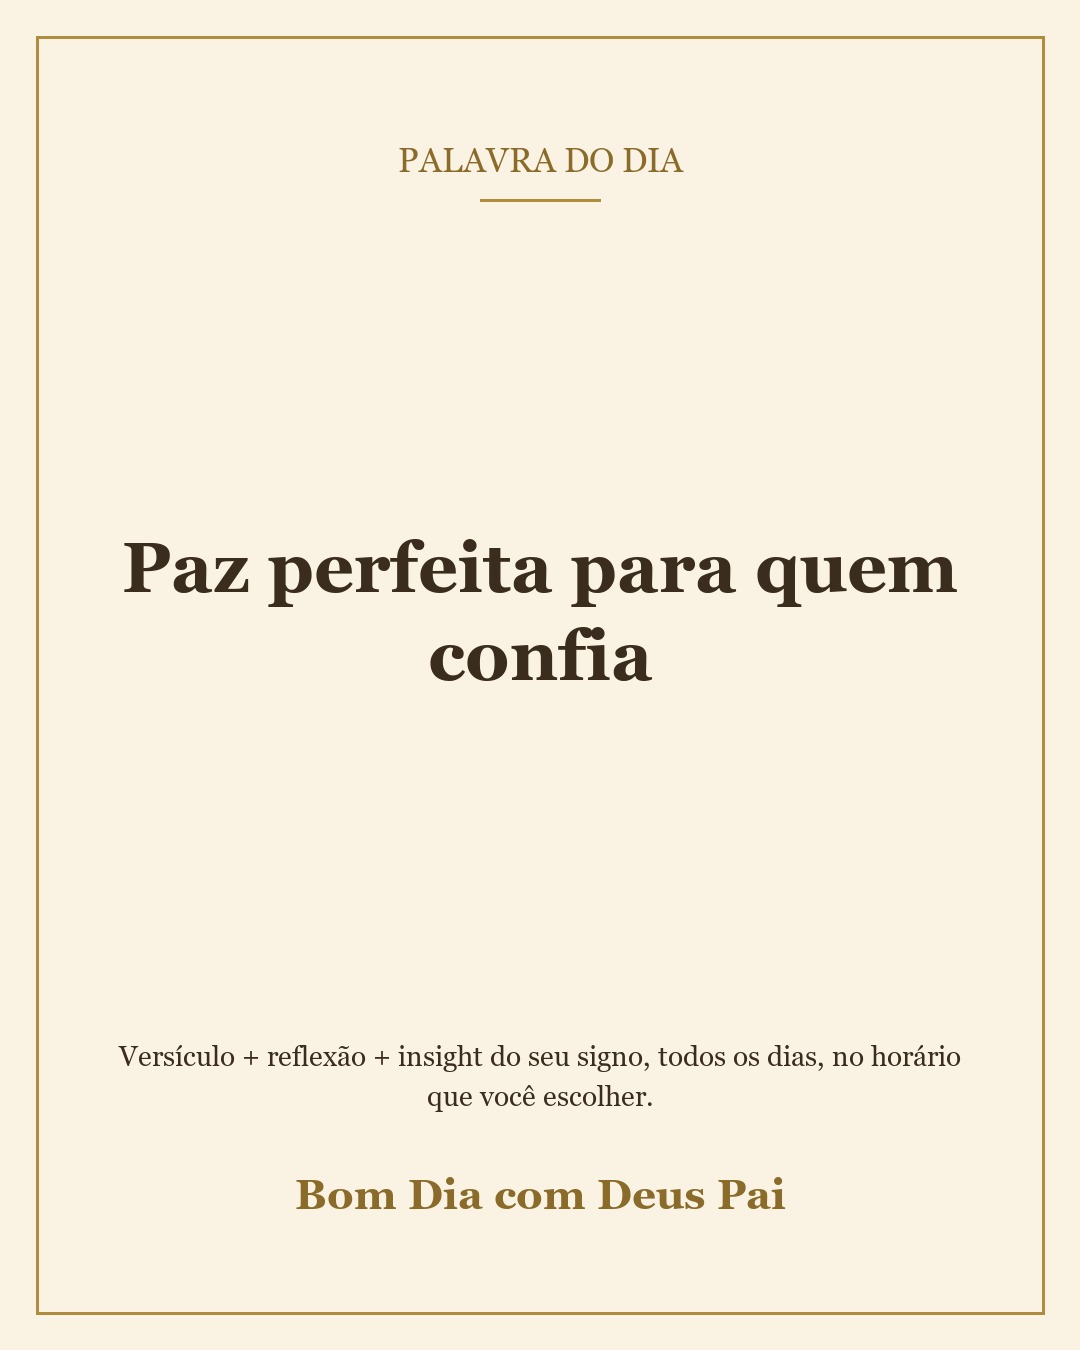 PALAVRA DO DIA
Paz perfeita para quem
confia
Versículo + reflexão + insight do seu signo, todos os dias, no horário
que você escolher.
Bom Dia com Deus Pai